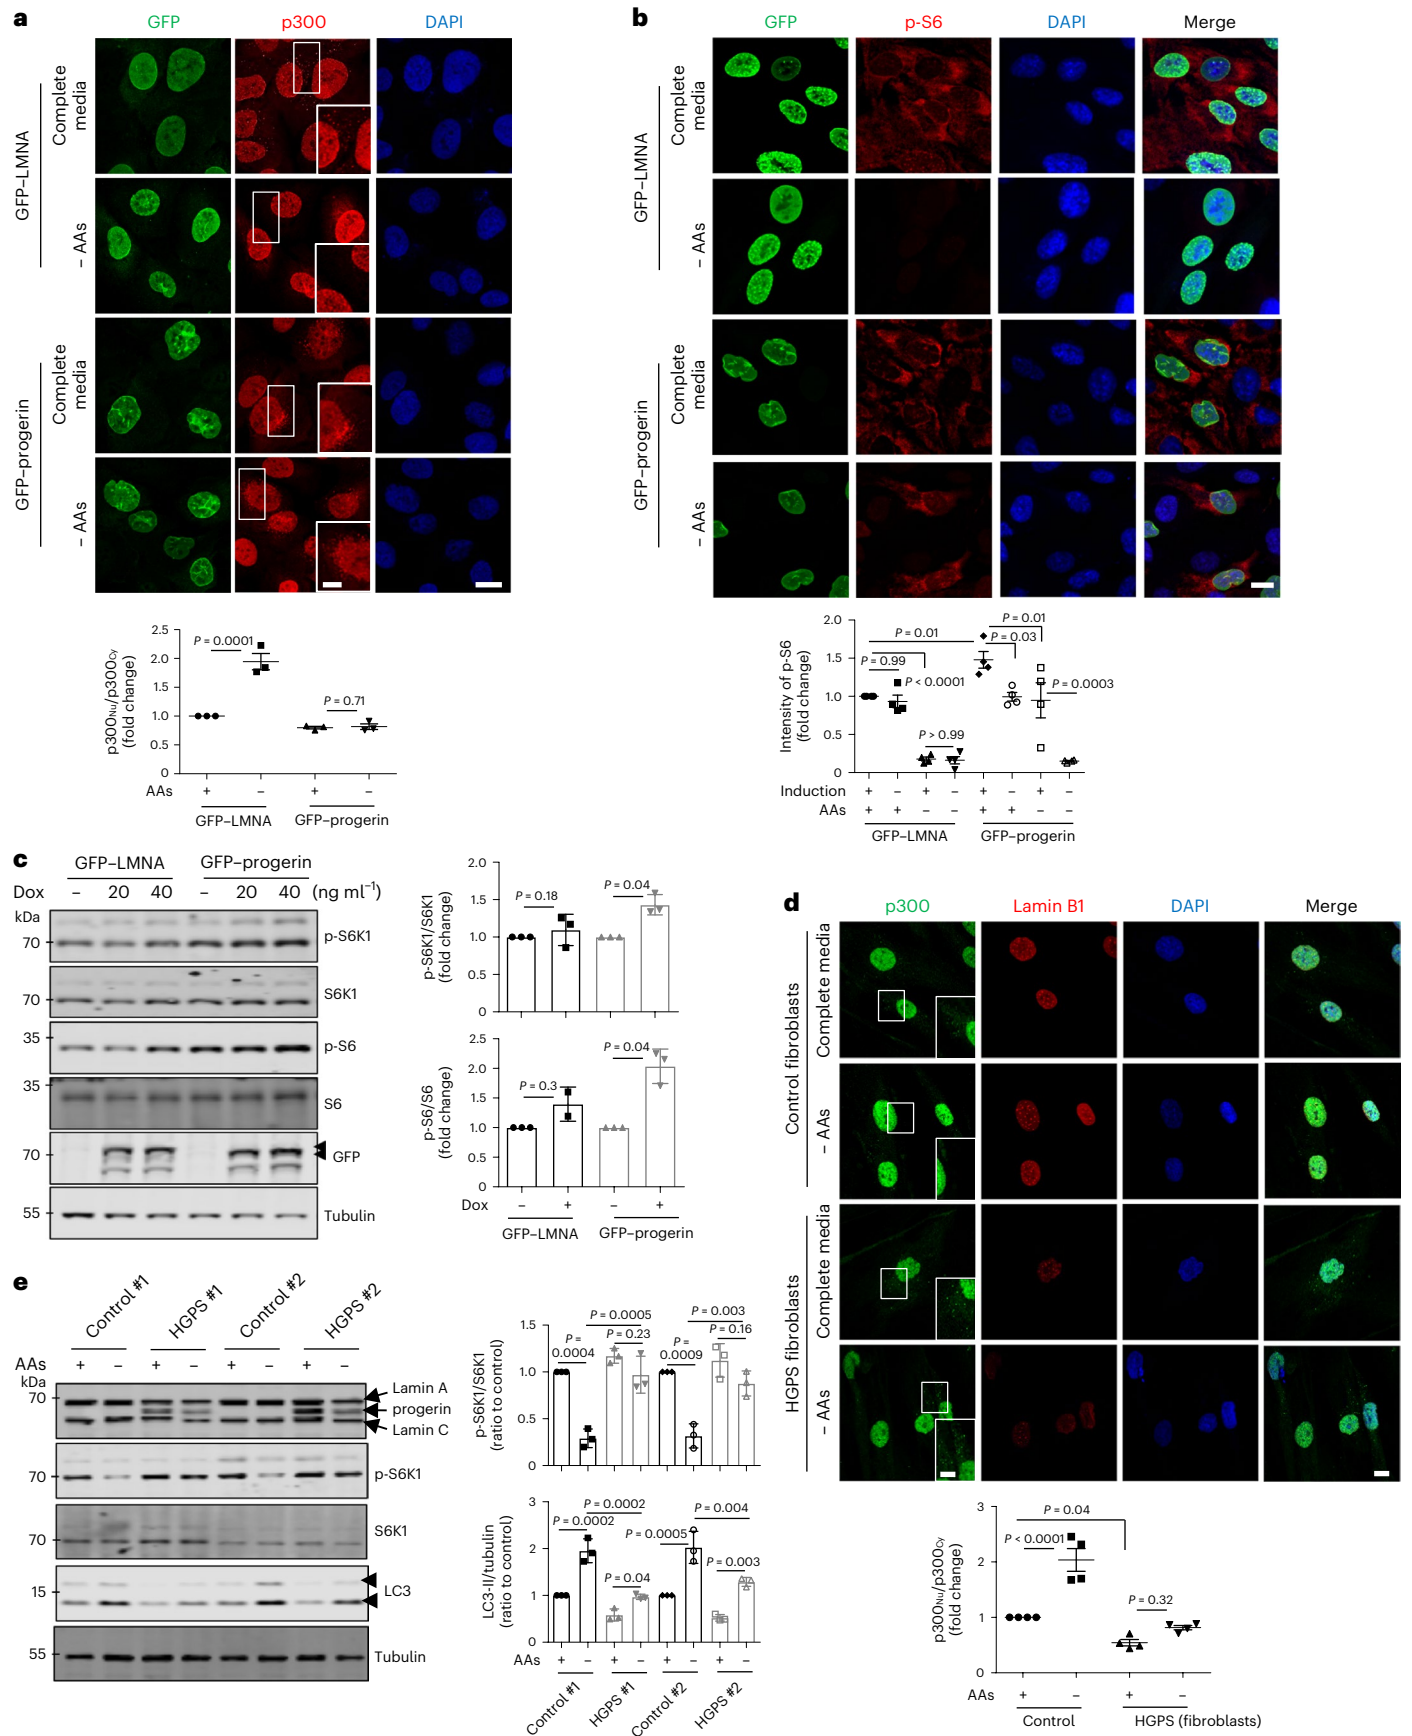 a
GFP
p300
DAPI
GFP–LMNA
Complete media
– AAs
GFP–progerin
Complete media
– AAs
p300Nu/p300Cy (fold change)
2.5
2.0
1.5
1.0
0.5
0
P = 0.0001
P = 0.71
AAs + – + –
GFP–LMNA GFP–progerin
b
GFP
p-S6
DAPI
Merge
GFP–LMNA
Complete media
– AAs
GFP–progerin
Complete media
– AAs
Intensity of p-S6 (fold change)
2.0
1.5
1.0
0.5
0
P = 0.01
P = 0.01
P = 0.03
P = 0.99
P < 0.0001
P = 0.0003
P > 0.99
Induction + – + – + – + –
AAs + + – – + + – –
GFP–LMNA GFP–progerin
c
GFP–LMNA GFP–progerin
Dox – 20 40 – 20 40 (ng ml⁻¹)
kDa
70
p-S6K1
70
S6K1
35
p-S6
35
S6
70
GFP
55
Tubulin
p-S6K1/S6K1 (fold change)
2.0
1.5
1.0
0.5
0
P = 0.18
P = 0.04
p-S6/S6 (fold change)
2.5
2.0
1.5
1.0
0.5
0
P = 0.3
P = 0.04
Dox – + – +
GFP–LMNA GFP–progerin
d
p300
Lamin B1
DAPI
Merge
Control fibroblasts
Complete media
– AAs
HGPS fibroblasts
Complete media
– AAs
p300Nu/p300Cy (fold change)
3
2
1
0
P = 0.04
P < 0.0001
P = 0.32
AAs + – + –
Control HGPS (fibroblasts)
e
Control #1 HGPS #1 Control #2 HGPS #2
AAs + – + – + – + –
kDa
70
Lamin A
progerin
Lamin C
70
p-S6K1
70
S6K1
15
LC3
55
Tubulin
p-S6K1/S6K1 (ratio to control)
1.5
1.0
0.5
0
P = 0.0004
P = 0.0005
P = 0.23
P = 0.0009
P = 0.003
P = 0.16
LC3-II/tubulin (ratio to control)
3
2
1
0
P = 0.0002
P = 0.0002
P = 0.04
P = 0.0005
P = 0.004
P = 0.003
AAs + – + – + – + –
Control #1 HGPS #1 Control #2 HGPS #2